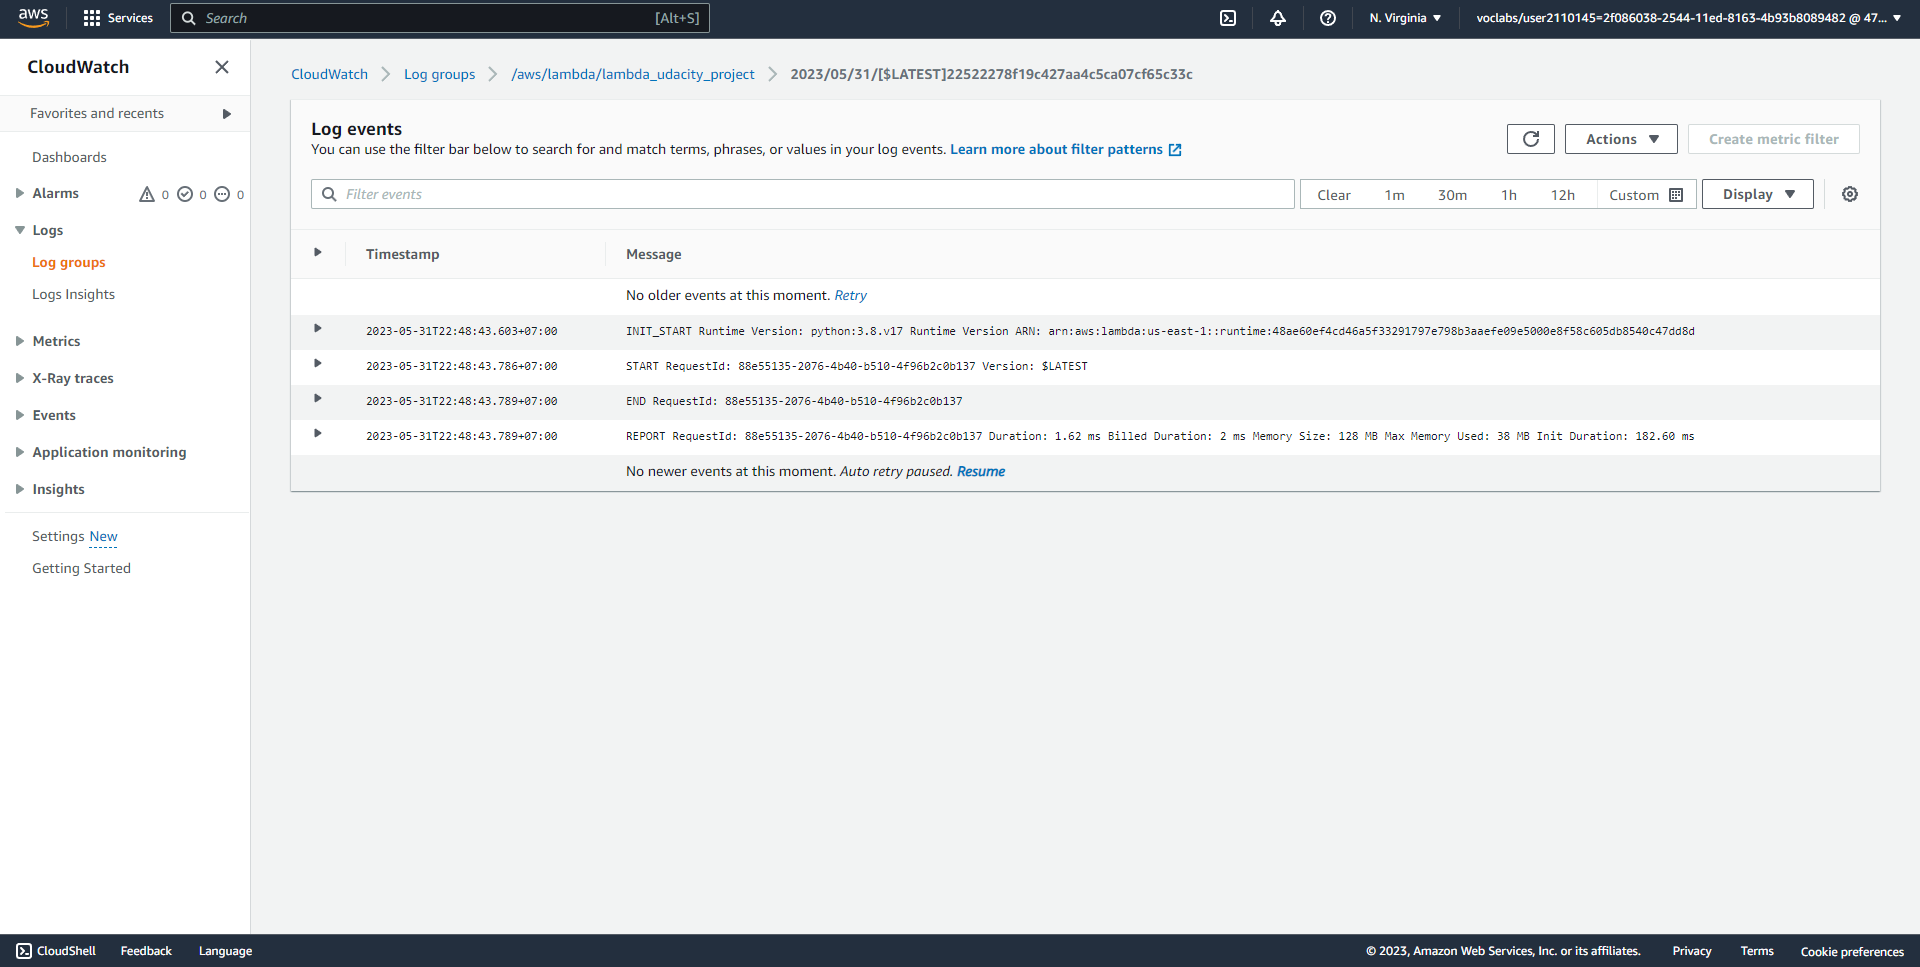 aws
Services
Search
[Alt+S]
N. Virginia
voclabs/user2110145=2f086038-2544-11ed-8163-4b93b8089482 @ 47...
CloudWatch
Favorites and recents
Dashboards
Alarms 0 0 0
Logs
Log groups
Logs Insights
Metrics
X-Ray traces
Events
Application monitoring
Insights
Settings New
Getting Started
CloudWatch
Log groups
/aws/lambda/lambda_udacity_project
2023/05/31/[$LATEST]22522278f19c427aa4c5ca07cf65c33c
Log events
You can use the filter bar below to search for and match terms, phrases, or values in your log events. Learn more about filter patterns
Actions
Create metric filter
Filter events
Clear 1m 30m 1h 12h Custom
Display
Timestamp Message
No older events at this moment. Retry
2023-05-31T22:48:43.603+07:00 INIT_START Runtime Version: python:3.8.v17 Runtime Version ARN: arn:aws:lambda:us-east-1::runtime:48ae60ef4cd46a5f33291797e798b3aaefe09e5000e8f58c605db8540c47dd8d
2023-05-31T22:48:43.786+07:00 START RequestId: 88e55135-2076-4b40-b510-4f96b2c0b137 Version: $LATEST
2023-05-31T22:48:43.789+07:00 END RequestId: 88e55135-2076-4b40-b510-4f96b2c0b137
2023-05-31T22:48:43.789+07:00 REPORT RequestId: 88e55135-2076-4b40-b510-4f96b2c0b137 Duration: 1.62 ms Billed Duration: 2 ms Memory Size: 128 MB Max Memory Used: 38 MB Init Duration: 182.60 ms
No newer events at this moment. Auto retry paused. Resume
CloudShell
Feedback
Language
© 2023, Amazon Web Services, Inc. or its affiliates.
Privacy
Terms
Cookie preferences